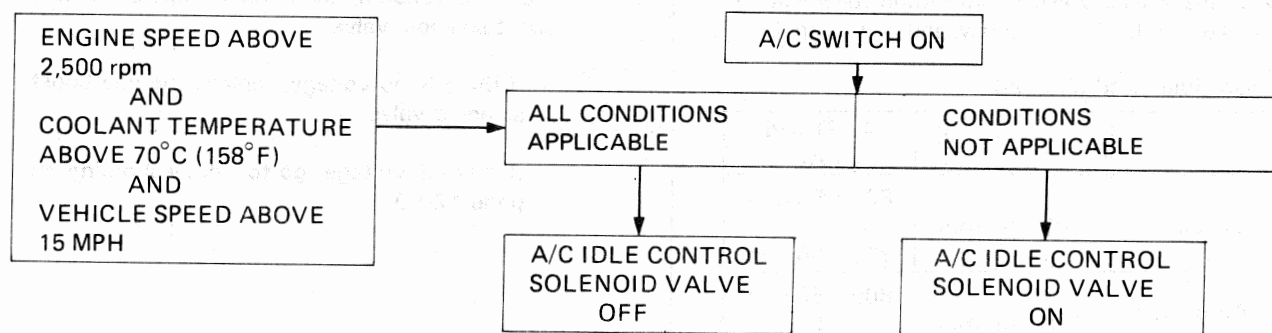 ENGINE SPEED ABOVE
2,500 rpm
AND
COOLANT TEMPERATURE
ABOVE 70°C (158°F)
AND
VEHICLE SPEED ABOVE
15 MPH
A/C SWITCH ON
ALL CONDITIONS
APPLICABLE
CONDITIONS
NOT APPLICABLE
A/C IDLE CONTROL
SOLENOID VALVE
OFF
A/C IDLE CONTROL
SOLENOID VALVE
ON